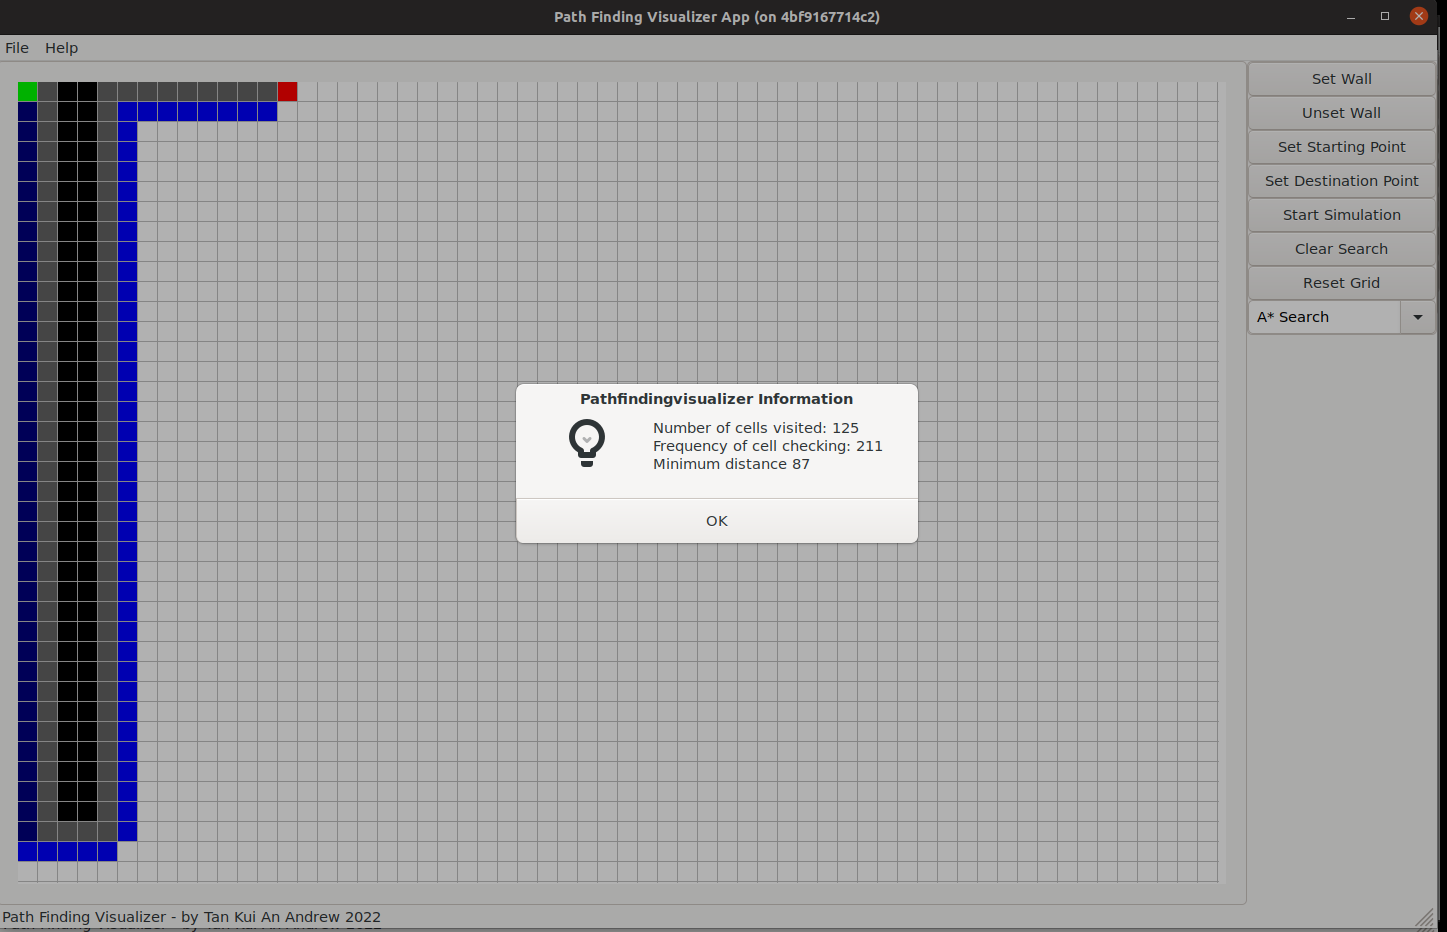 Path Finding Visualizer App (on 4bf9167714c2)
File Help
Set Wall
Unset Wall
Set Starting Point
Set Destination Point
Start Simulation
Clear Search
Reset Grid
A* Search
Pathfindingvisualizer Information
Number of cells visited: 125
Frequency of cell checking: 211
Minimum distance 87
OK
Path Finding Visualizer - by Tan Kui An Andrew 2022